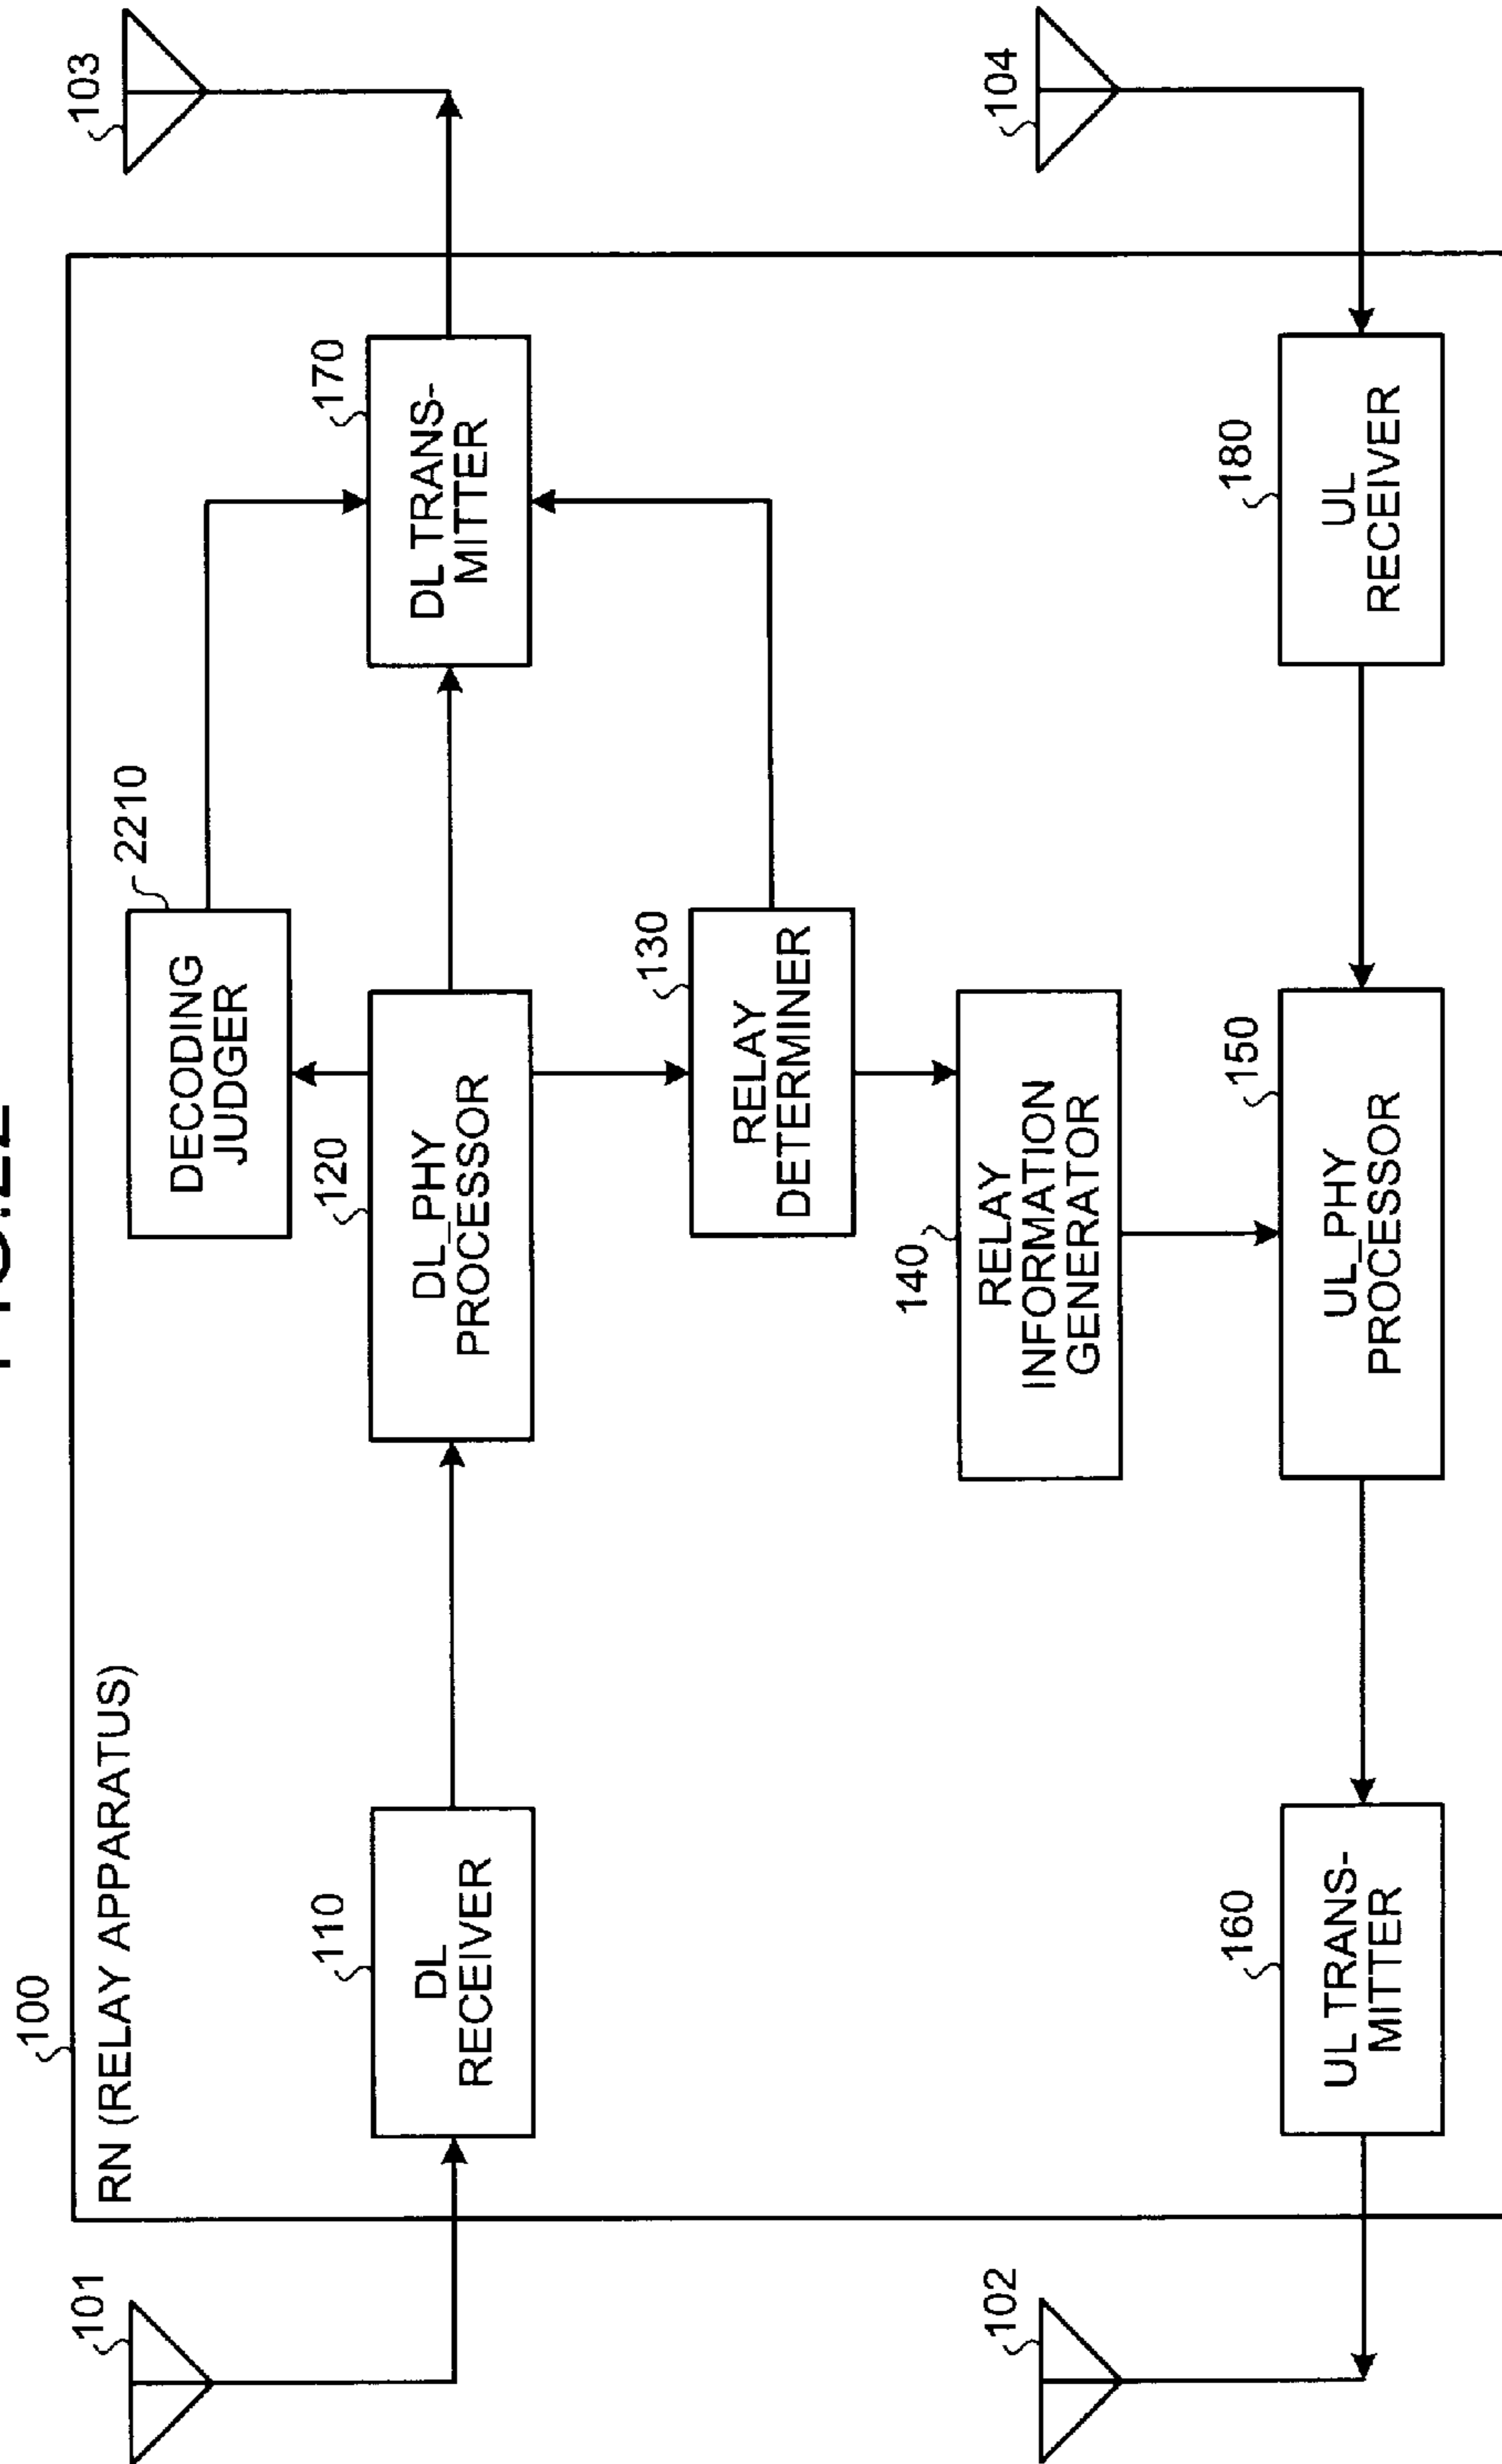 100
RN (RELAY APPARATUS)
101
2210
DECODING
JUDGER
103
110
DL
RECEIVER
120
DL_PHY
PROCESSOR
170
DL TRANS-
MITTER
130
RELAY
DETERMINER
140
RELAY
INFORMATION
GENERATOR
102
104
160
UL TRANS-
MITTER
150
UL_PHY
PROCESSOR
180
UL
RECEIVER